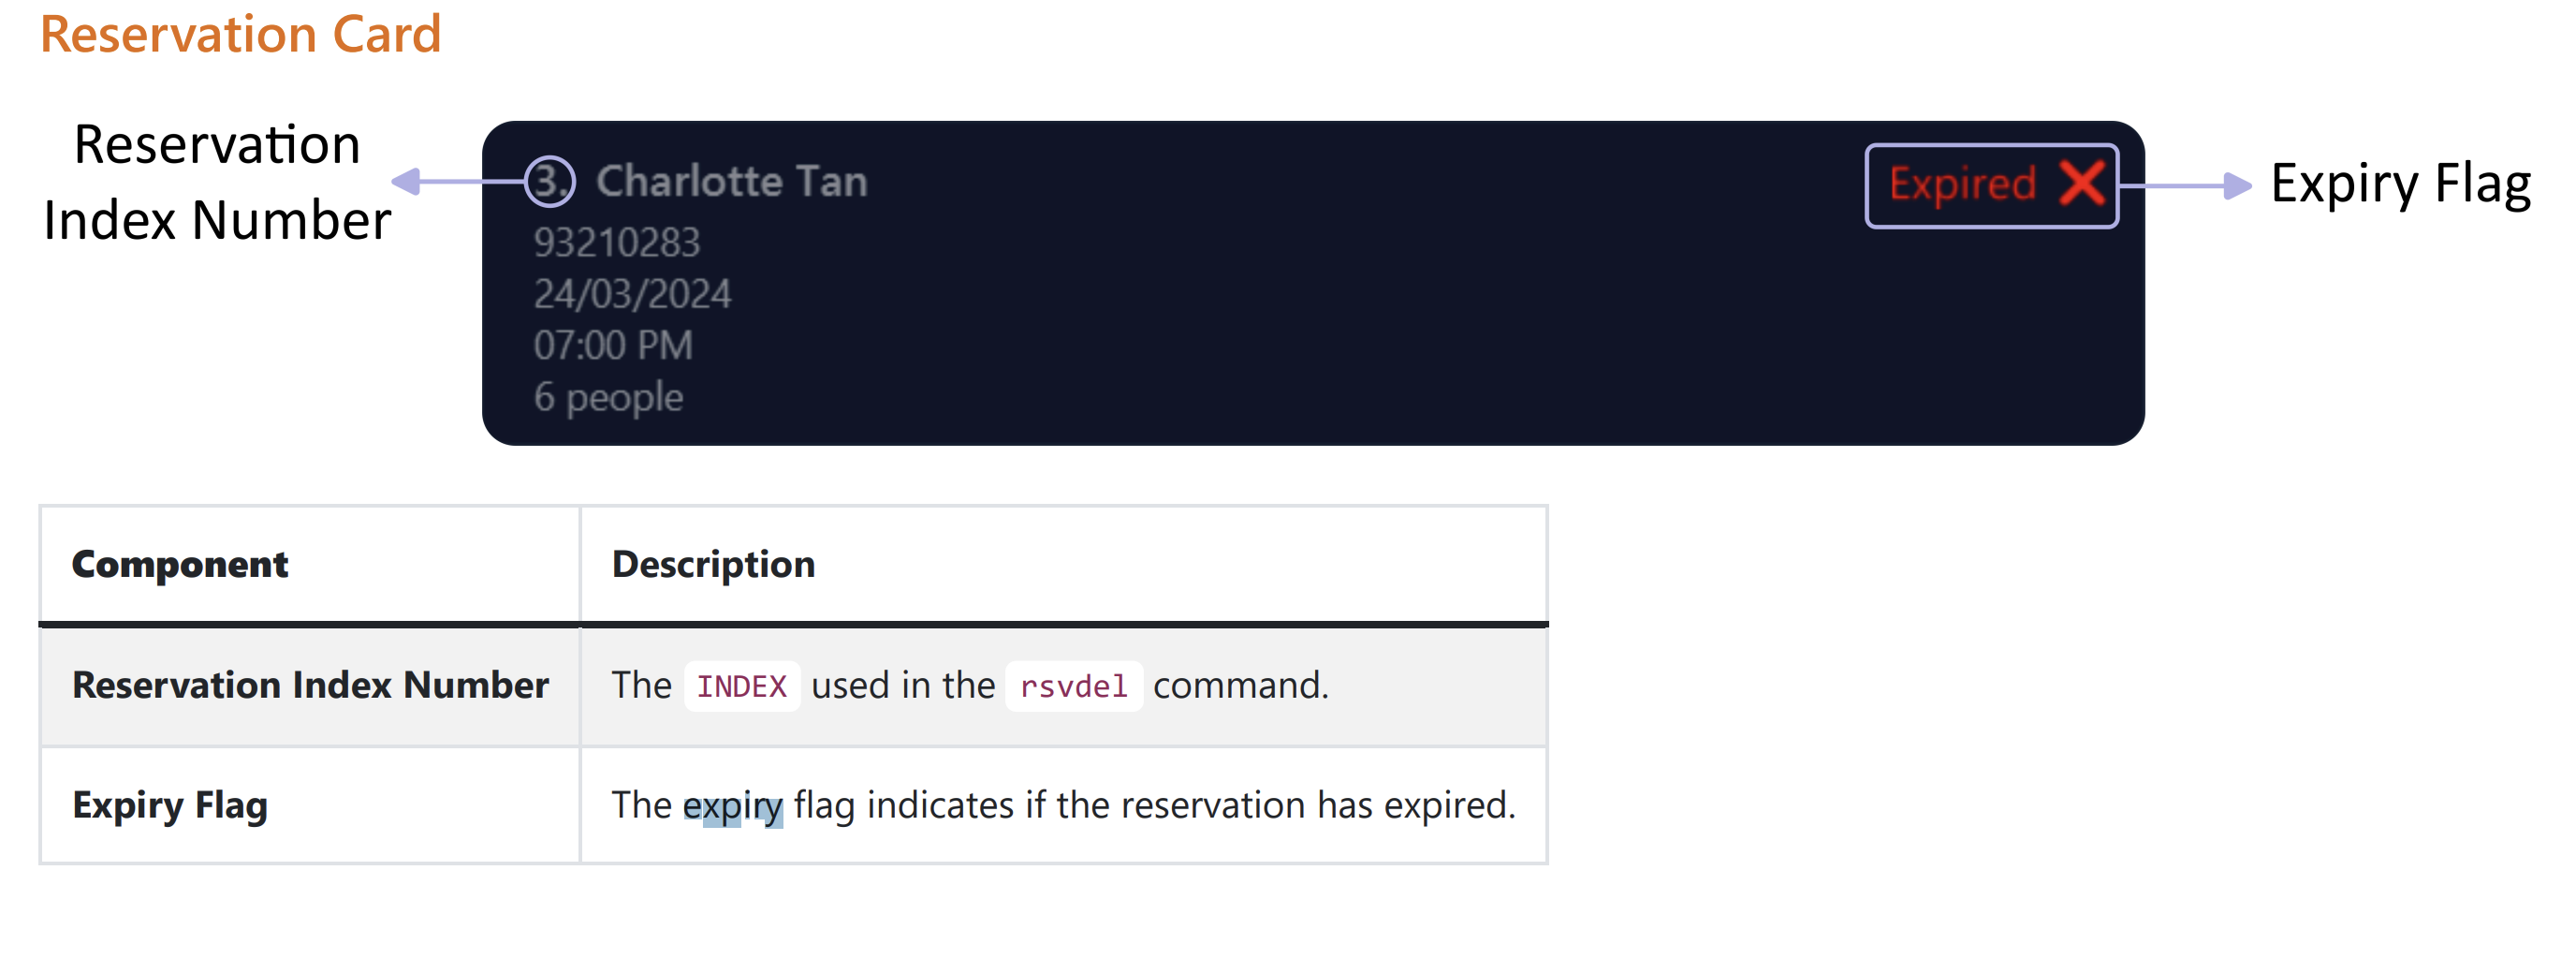 Reservation Card
Reservation
Index Number
3. Charlotte Tan
Expired ❌
Expiry Flag
93210283
24/03/2024
07:00 PM
6 people
Component Description
Reservation Index Number The INDEX used in the rsvdel command.
Expiry Flag The expiry flag indicates if the reservation has expired.